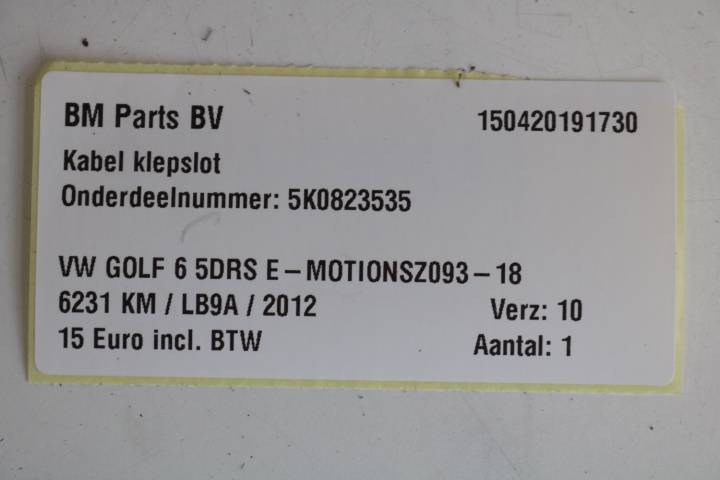 BM Parts BV 150420191730
Kabel klepslot
Onderdeelnummer: 5K0823535
VW GOLF 6 5DRS E-MOTIONSZ093-18
6231 KM / LB9A / 2012 Verz: 10
15 Euro incl. BTW Aantal: 1